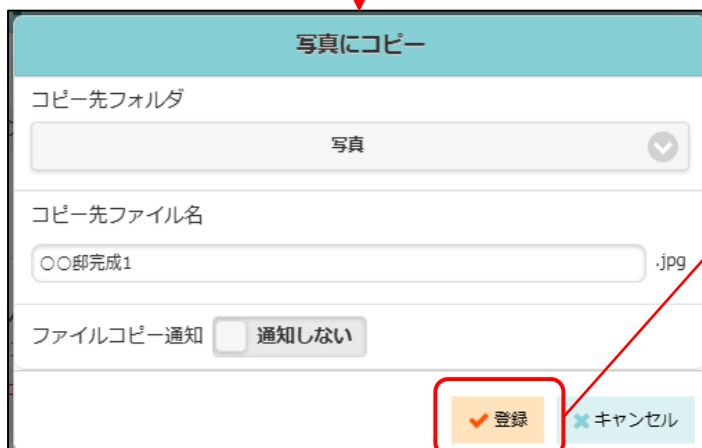 写真にコピー
コピー先フォルダ
写真
コピー先ファイル名
○○邸完成1 .jpg
ファイルコピー通知 通知しない
登録 キャンセル